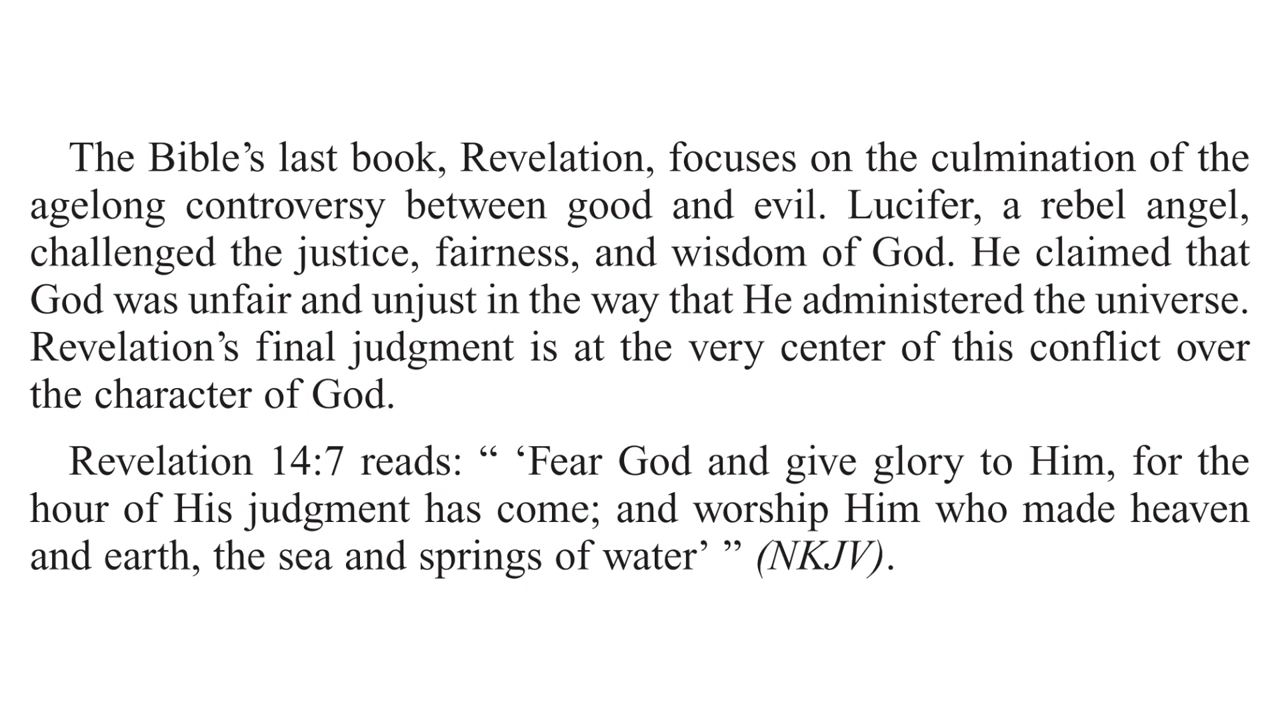 The Bible’s last book, Revelation, focuses on the culmination of the
agelong controversy between good and evil. Lucifer, a rebel angel,
challenged the justice, fairness, and wisdom of God. He claimed that
God was unfair and unjust in the way that He administered the universe.
Revelation’s final judgment is at the very center of this conflict over
the character of God.
Revelation 14:7 reads: “ ‘Fear God and give glory to Him, for the
hour of His judgment has come; and worship Him who made heaven
and earth, the sea and springs of water’ ” (NKJV).